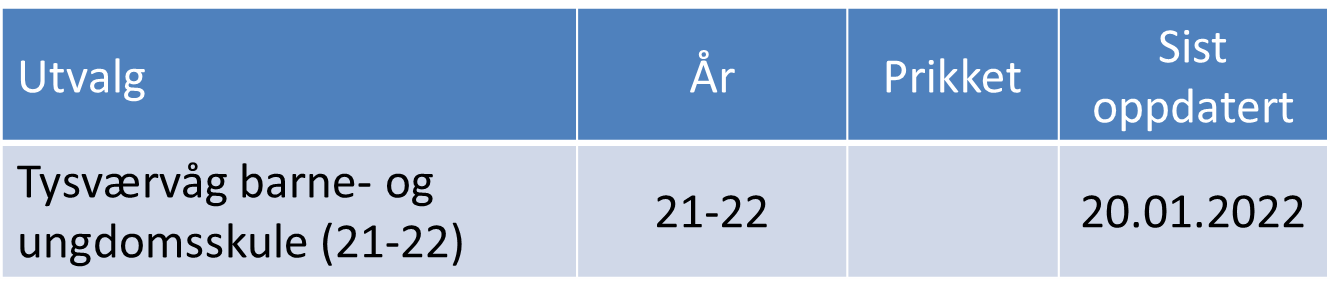 Utvalg År Prikket Sist
oppdatert
Tysværvåg barne- og
ungdomsskule (21-22) 21-22 20.01.2022